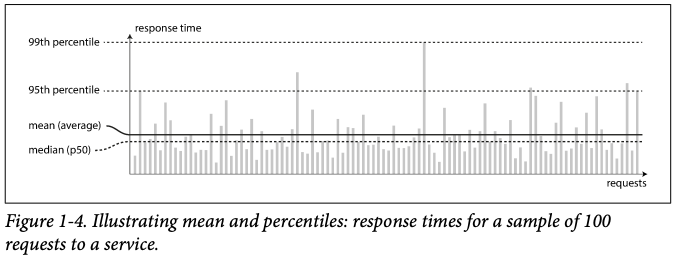 response time
99th percentile
95th percentile
mean (average)
median (p50)
requests
Figure 1-4. Illustrating mean and percentiles: response times for a sample of 100
requests to a service.